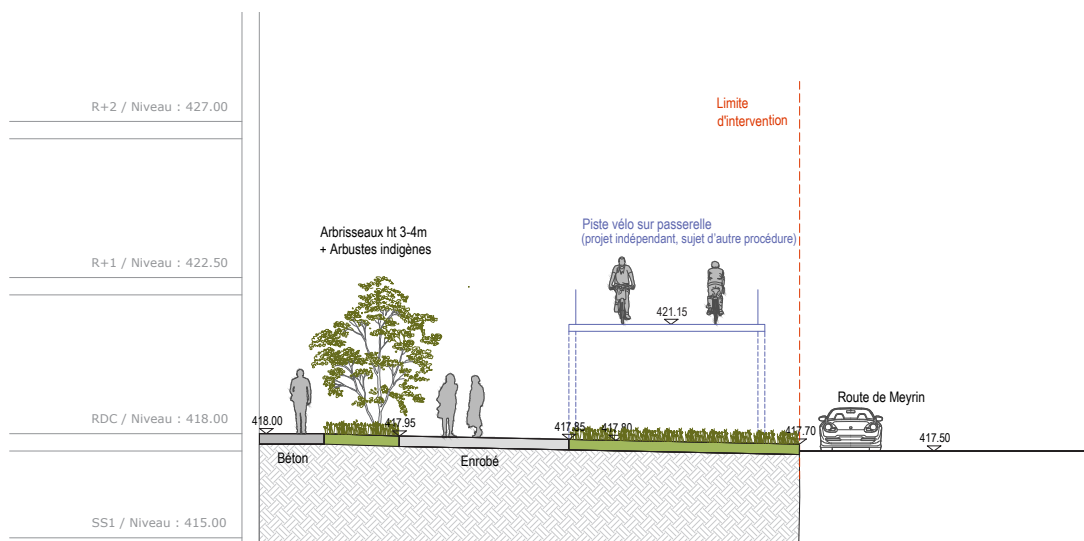 R+2 / Niveau : 427.00
Limite
d'intervention
Arbrisseaux ht 3-4m
+ Arbustes indigènes
Piste vélo sur passerelle
(projet indépendant, sujet d'autre procédure)
R+1 / Niveau : 422.50
421.15
Route de Meyrin
RDC / Niveau : 418.00
418.00
417.95
417.85
417.80
417.70
417.50
Béton
Enrobé
SS1 / Niveau : 415.00